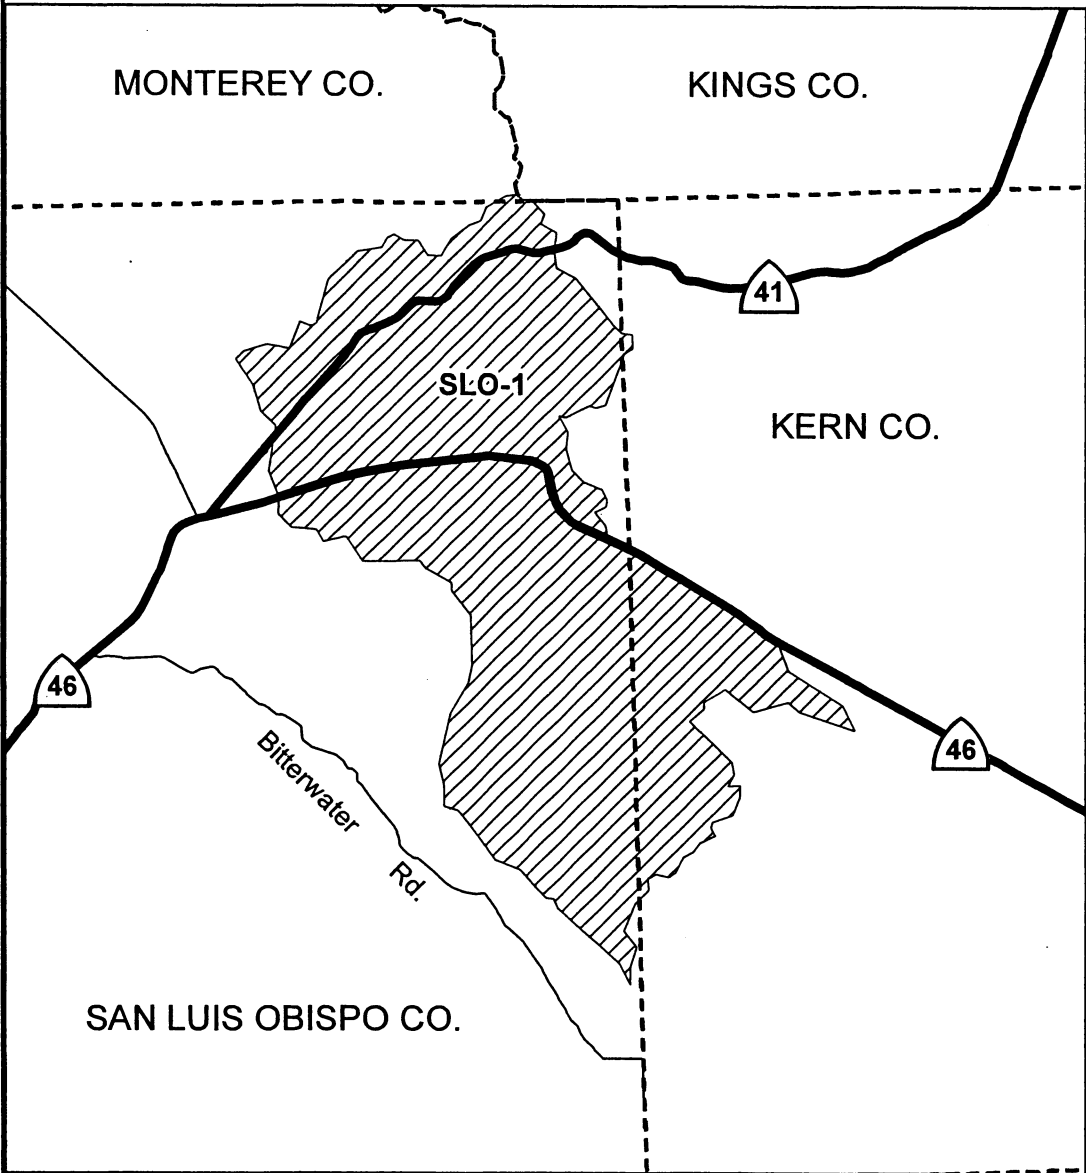 MONTEREY CO.
KINGS CO.
41
SLO-1
KERN CO.
46
Bitterwater
Rd.
46
SAN LUIS OBISPO CO.